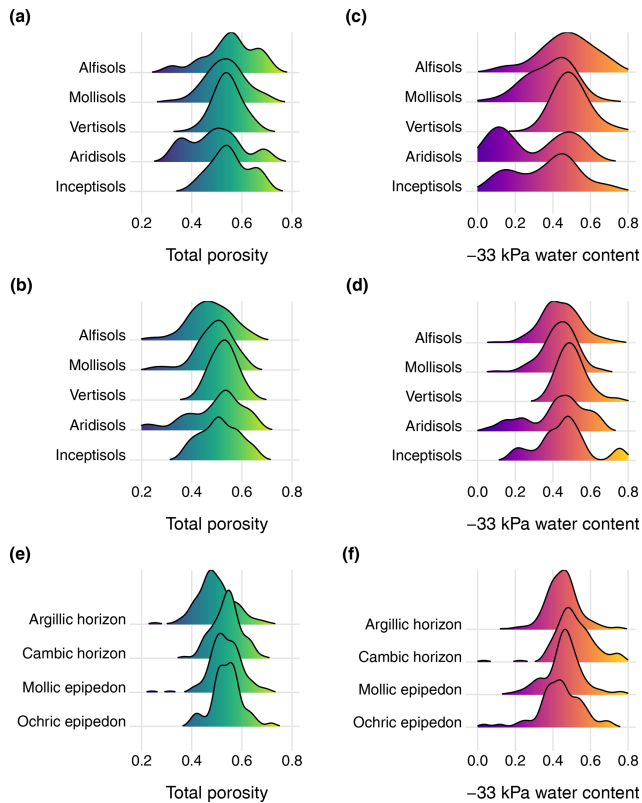 (a)
Alfisols
Mollisols
Vertisols
Aridisols
Inceptisols
0.2 0.4 0.6 0.8
Total porosity
(c)
Alfisols
Mollisols
Vertisols
Aridisols
Inceptisols
0.0 0.2 0.4 0.6 0.8
−33 kPa water content
(b)
Alfisols
Mollisols
Vertisols
Aridisols
Inceptisols
0.2 0.4 0.6 0.8
Total porosity
(d)
Alfisols
Mollisols
Vertisols
Aridisols
Inceptisols
0.0 0.2 0.4 0.6 0.8
−33 kPa water content
(e)
Argillic horizon
Cambic horizon
Mollic epipedon
Ochric epipedon
0.2 0.4 0.6 0.8
Total porosity
(f)
Argillic horizon
Cambic horizon
Mollic epipedon
Ochric epipedon
0.0 0.2 0.4 0.6 0.8
−33 kPa water content